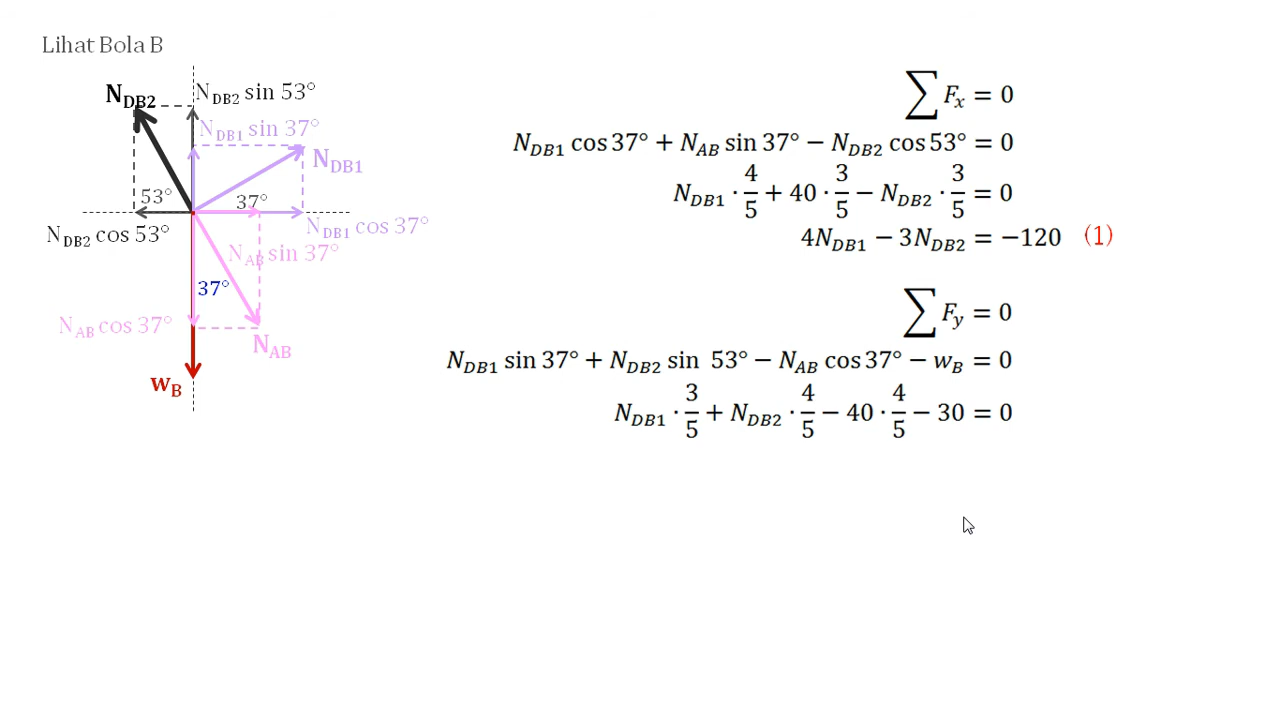 Lihat Bola B
N_DB2
N_DB2 sin 53°
N_DB1 sin 37°
N_DB1
53°
37°
N_DB1 cos 37°
N_DB2 cos 53°
N_AB sin 37°
37°
N_AB cos 37°
N_AB
w_B
∑ F_x = 0
N_DB1 cos 37° + N_AB sin 37° − N_DB2 cos 53° = 0
N_DB1 · 4/5 + 40 · 3/5 − N_DB2 · 3/5 = 0
4N_DB1 − 3N_DB2 = −120 (1)
∑ F_y = 0
N_DB1 sin 37° + N_DB2 sin 53° − N_AB cos 37° − w_B = 0
N_DB1 · 3/5 + N_DB2 · 4/5 − 40 · 4/5 − 30 = 0